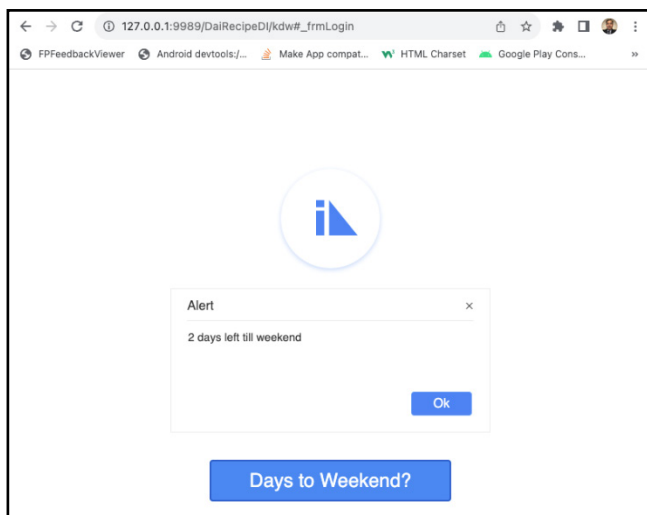 127.0.0.1:9989/DaiRecipeDI/kdw#_frmLogin
FPFeedbackViewer Android devtools:/... Make App compat... HTML Charset Google Play Cons... »
Alert ×
2 days left till weekend
Ok
Days to Weekend?